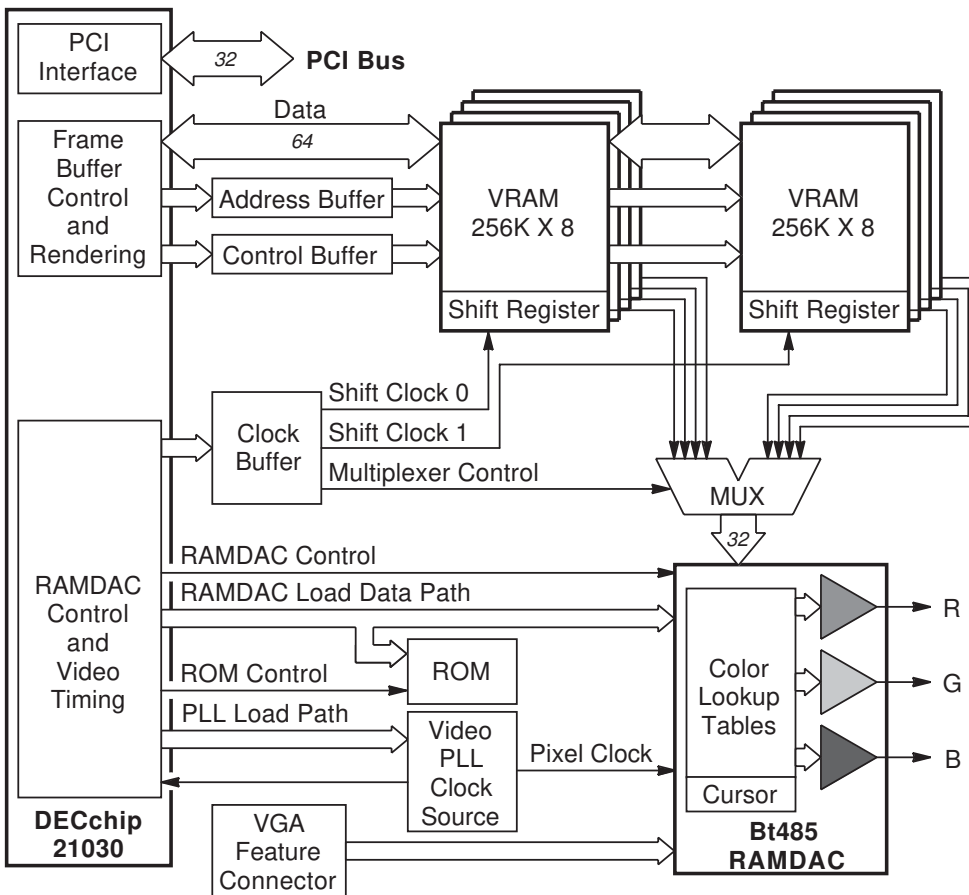 PCI
Interface
32
PCI Bus
Data
64
Frame
Buffer
Control
and
Rendering
Address Buffer
Control Buffer
VRAM
256K X 8
Shift Register
VRAM
256K X 8
Shift Register
Clock
Buffer
Shift Clock 0
Shift Clock 1
Multiplexer Control
MUX
32
RAMDAC
Control
and
Video
Timing
RAMDAC Control
RAMDAC Load Data Path
ROM Control
ROM
PLL Load Path
Video
PLL
Clock
Source
Pixel Clock
Color
Lookup
Tables
Cursor
R
G
B
DECchip
21030
VGA
Feature
Connector
Bt485
RAMDAC